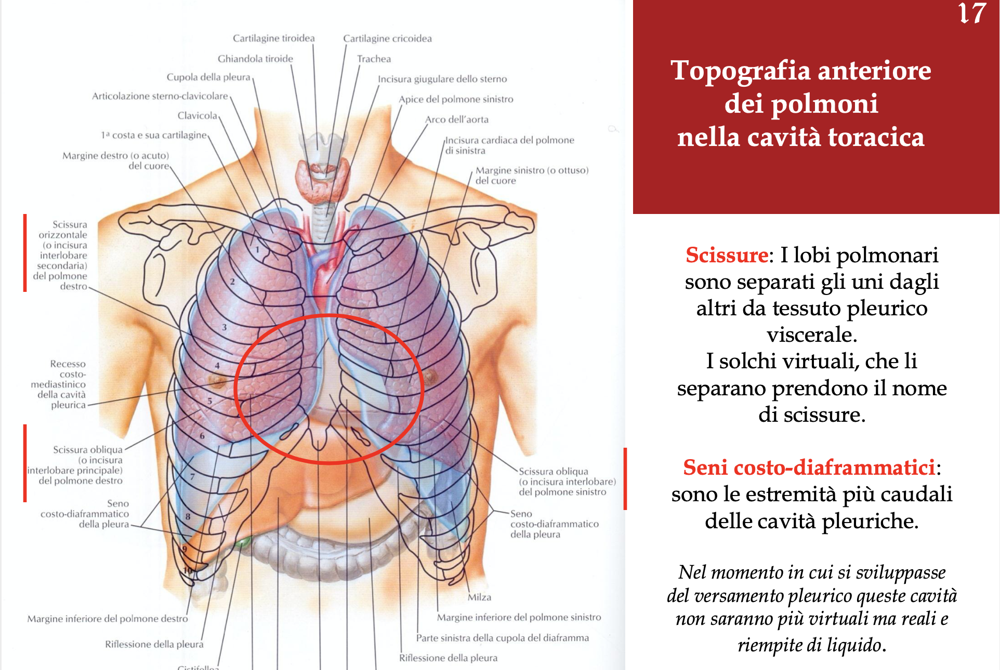 17
Topografia anteriore
dei polmoni
nella cavità toracica
Cartilagine tiroidea
Cartilagine cricoidea
Ghiandola tiroide
Trachea
Cupola della pleura
Incisura giugulare dello sterno
Articolazione sterno-clavicolare
Apice del polmone sinistro
Clavicola
Arco dell'aorta
1ª costa e sua cartilagine
Incisura cardiaca del polmone
di sinistra
Margine destro (o acuto)
del cuore
Margine sinistro (o ottuso)
del cuore
Scissura
orizzontale
(o incisura
interlobare
secondaria)
del polmone
destro
Recesso
costo-
mediastinico
della cavità
pleurica
Scissura obliqua
(o incisura
interlobare principale)
del polmone destro
Seno
costo-diaframmatico
della pleura
1
2
3
4
5
6
7
8
9
10
Scissura obliqua
(o incisura interlobare)
del polmone sinistro
Seno
costo-diaframmatico
della pleura
Milza
Margine inferiore del polmone destro
Margine inferiore del polmone sinistro
Parte sinistra della cupola del diaframma
Riflessione della pleura
Riflessione della pleura
Scissure: I lobi polmonari
sono separati gli uni dagli
altri da tessuto pleurico
viscerale.
I solchi virtuali, che li
separano prendono il nome
di scissure.
Seni costo-diaframmatici:
sono le estremità più caudali
delle cavità pleuriche.
Nel momento in cui si sviluppasse
del versamento pleurico queste cavità
non saranno più virtuali ma reali e
riempite di liquido.